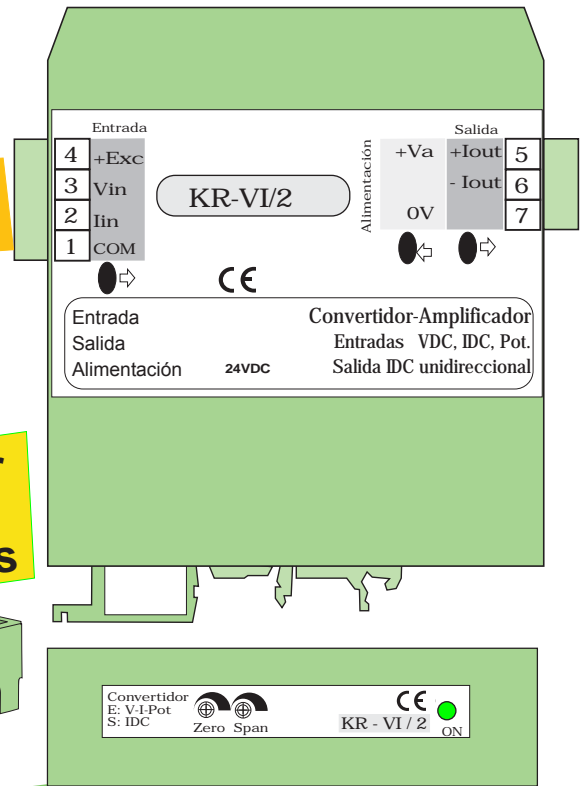 Entrada
4 +Exc
3 Vin
2 Iin
1 COM
KR-VI/2
Alimentación
+Va
0V
Salida
+Iout 5
- Iout 6
7
CE
Entrada
Salida
Alimentación 24VDC
Convertidor-Amplificador
Entradas VDC, IDC, Pot.
Salida IDC unidireccional
s
Convertidor
E: V-I-Pot
S: IDC
Zero Span
CE
KR - VI / 2
ON